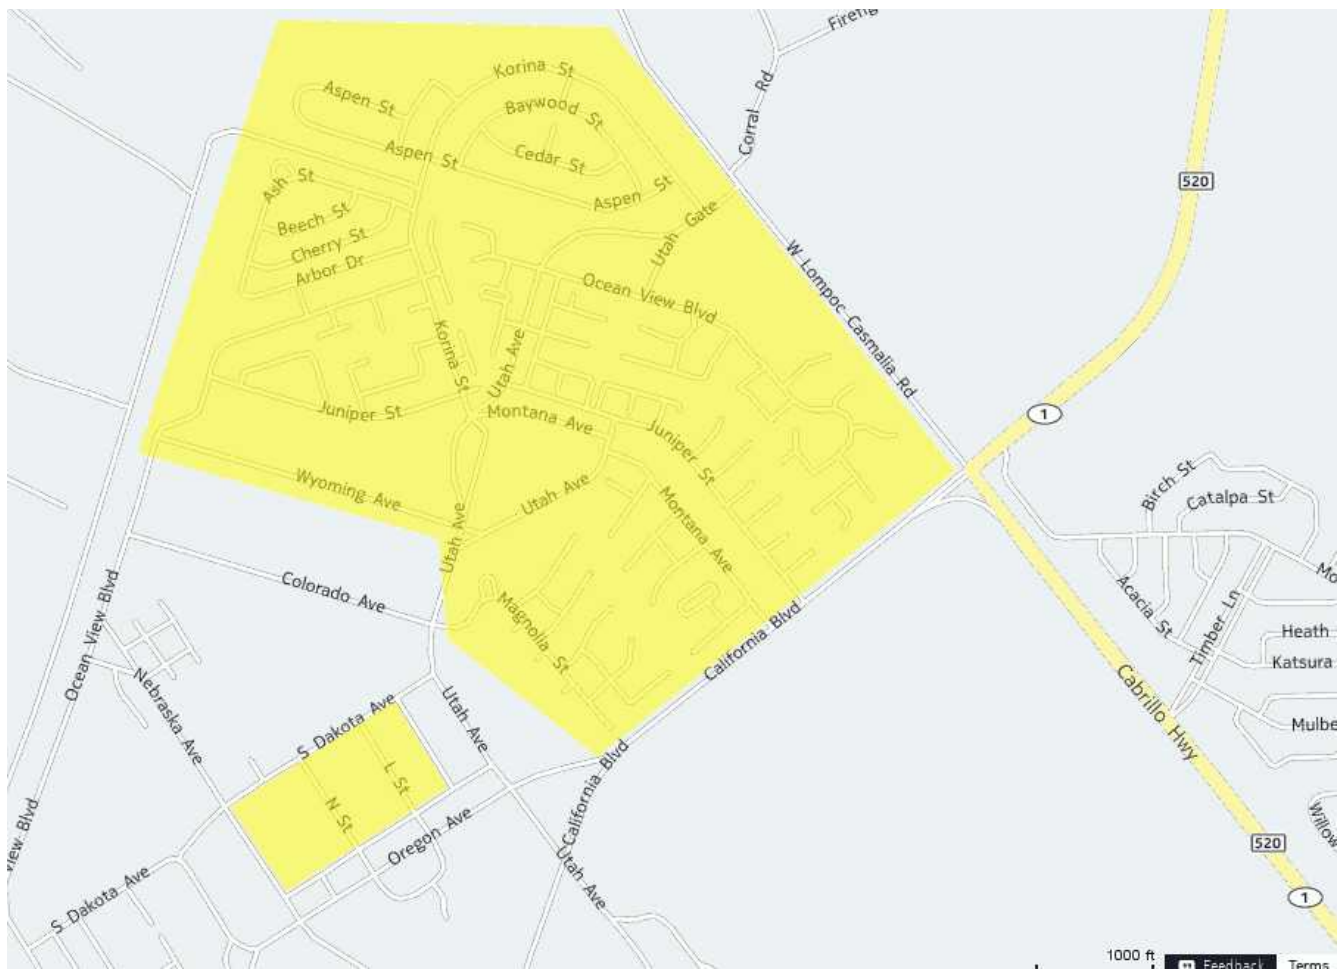 Firefig
Korina St
Aspen St
Baywood St
Corral Rd
Aspen St
Cedar St
520
Ash St
Aspen St
Beech St
Utah Gate
Cherry St
W Lompoc Casmalia Rd
Arbor Dr
Ocean View Blvd
Korina St
Utah Ave
1
Juniper St
Montana Ave
Juniper St
Birch St
Wyoming Ave
Utah Ave
Catalpa St
Montana Ave
Utah Ave
Colorado Ave
Mo
Acacia St
Ocean View Blvd
Magnolia St
California Blvd
Timber Ln
Heath
Katsura
Nebraska Ave
Cabrillo Hwy
S Dakota Ave
Utah Ave
Mulbe
L St
California Blvd
N St
View Blvd
Oregon Ave
Willow
520
S Dakota Ave
Utah Ave
1
1000 ft
Feedback
Terms